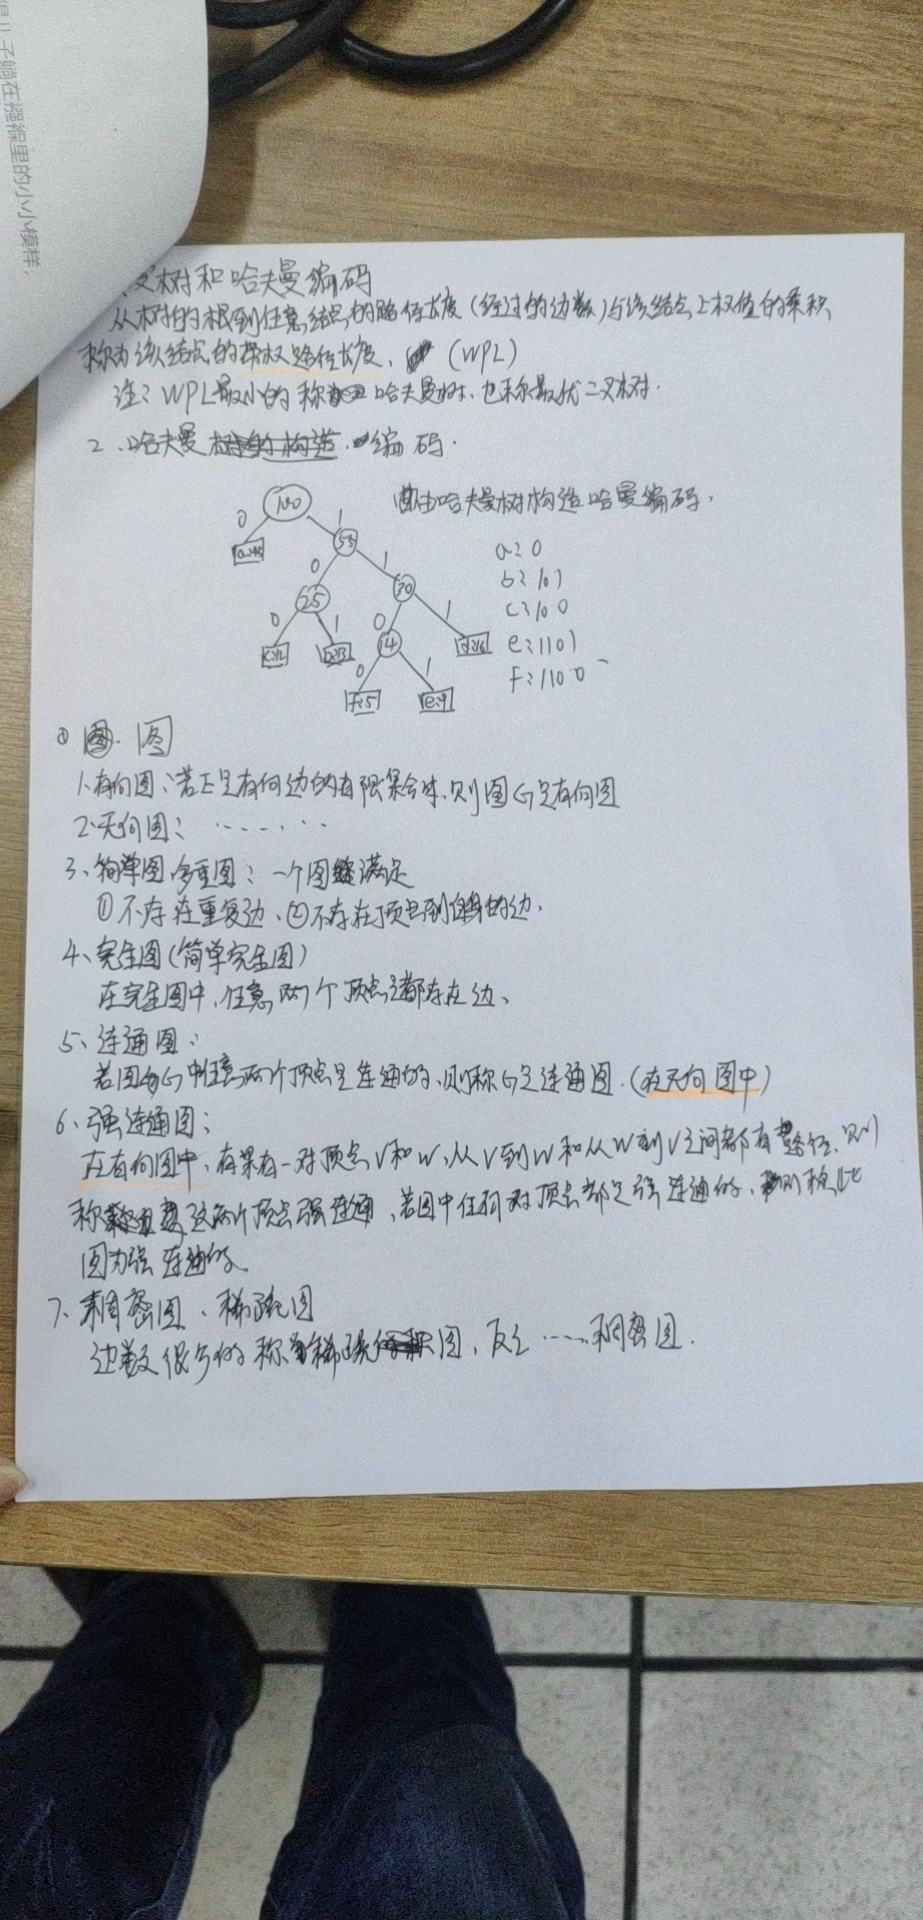 得儿子躺在襁褓里的小小模样,
叉树和哈夫曼编码
从树的根到任意结点的路径长度(经过的边数)与该结点上权值的乘积
称为该结点的带权路径长度、(WPL)
注:WPL最小的称 哈夫曼树、也称最优二叉树.
2、哈夫曼 编码.
由哈夫曼树构造哈曼编码.
100
0 1
a:45 55
0 1
25 30
0 1 0 1
c:12 b:13 14 d:16
0 1
f:5 e:9
a:0
b:101
c:100
e:1101
f:1100
图
1、有向图:若E是有向边的有限集合时、则图G是有向图
2、无向图: ......
3、简单图、多重图:一个图满足
①不存在重复边、②不存在顶点到自身的边、
4、完全图(简单完全图)
在完全图中、任意两个顶点之都存在边、
5、连通图:
若图G中任意两个顶点是连通的、则称G是连通图.(在无向图中)
6、强连通图:
在有向图中、有果有一对顶点V和W、从V到W和从W到V之间都有路径、则
称 这两个顶点强连通、若图中任何对顶点都是强连通的、则称此
图为强连通的、
7、稠密图、稀疏图
边数很少的称 稀疏图、反之......稠密图.